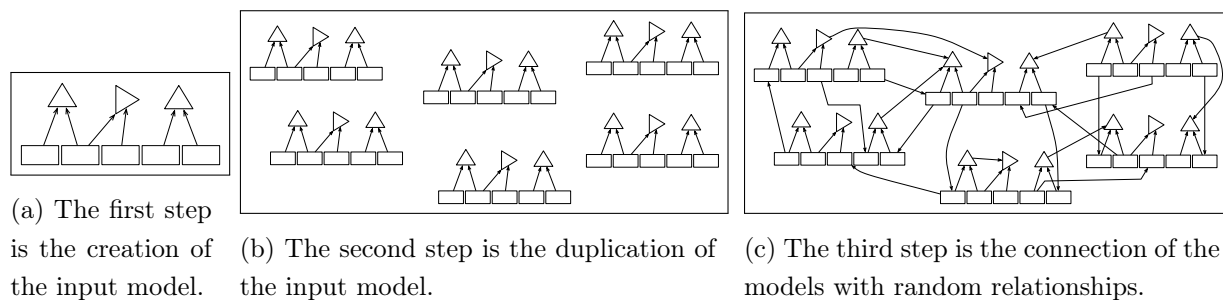 (a) The first step
is the creation of
the input model.
(b) The second step is the duplication of
the input model.
(c) The third step is the connection of the
models with random relationships.